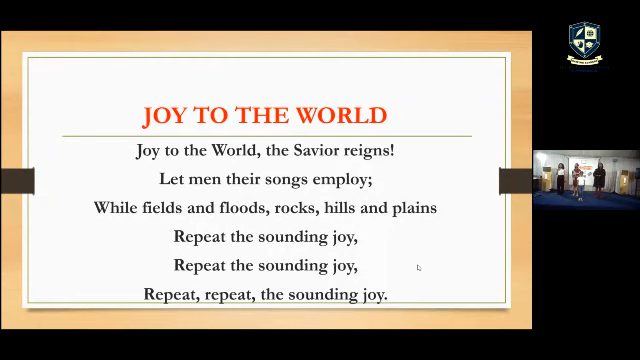 JOY TO THE WORLD
Joy to the World, the Savior reigns!
Let men their songs employ;
While fields and floods, rocks, hills and plains
Repeat the sounding joy,
Repeat the sounding joy,
Repeat, repeat, the sounding joy.